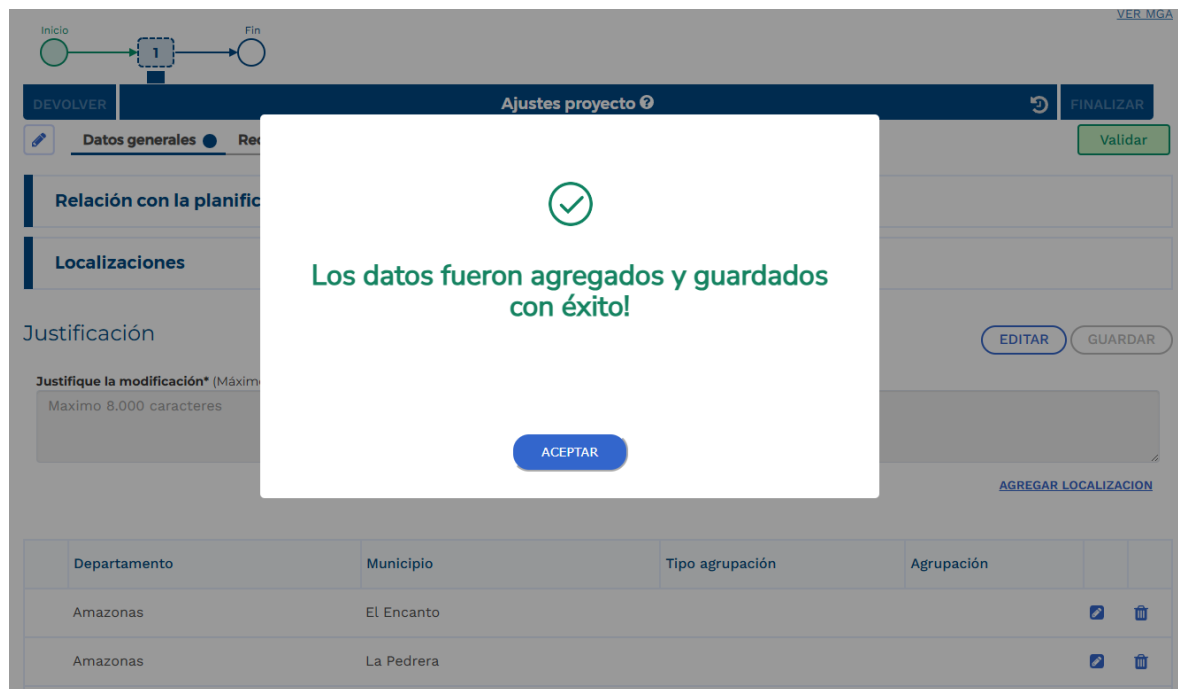 VER MGA
Inicio
Fin
1
DEVOLVER
Ajustes proyecto
FINALIZAR
Datos generales
Rec
Validar
Relación con la planific
Localizaciones
Los datos fueron agregados y guardados
con éxito!
Justificación
EDITAR
GUARDAR
Justifique la modificación* (Máxim
Maximo 8.000 caracteres
ACEPTAR
AGREGAR LOCALIZACION
Departamento Municipio Tipo agrupación Agrupación
Amazonas El Encanto
Amazonas La Pedrera